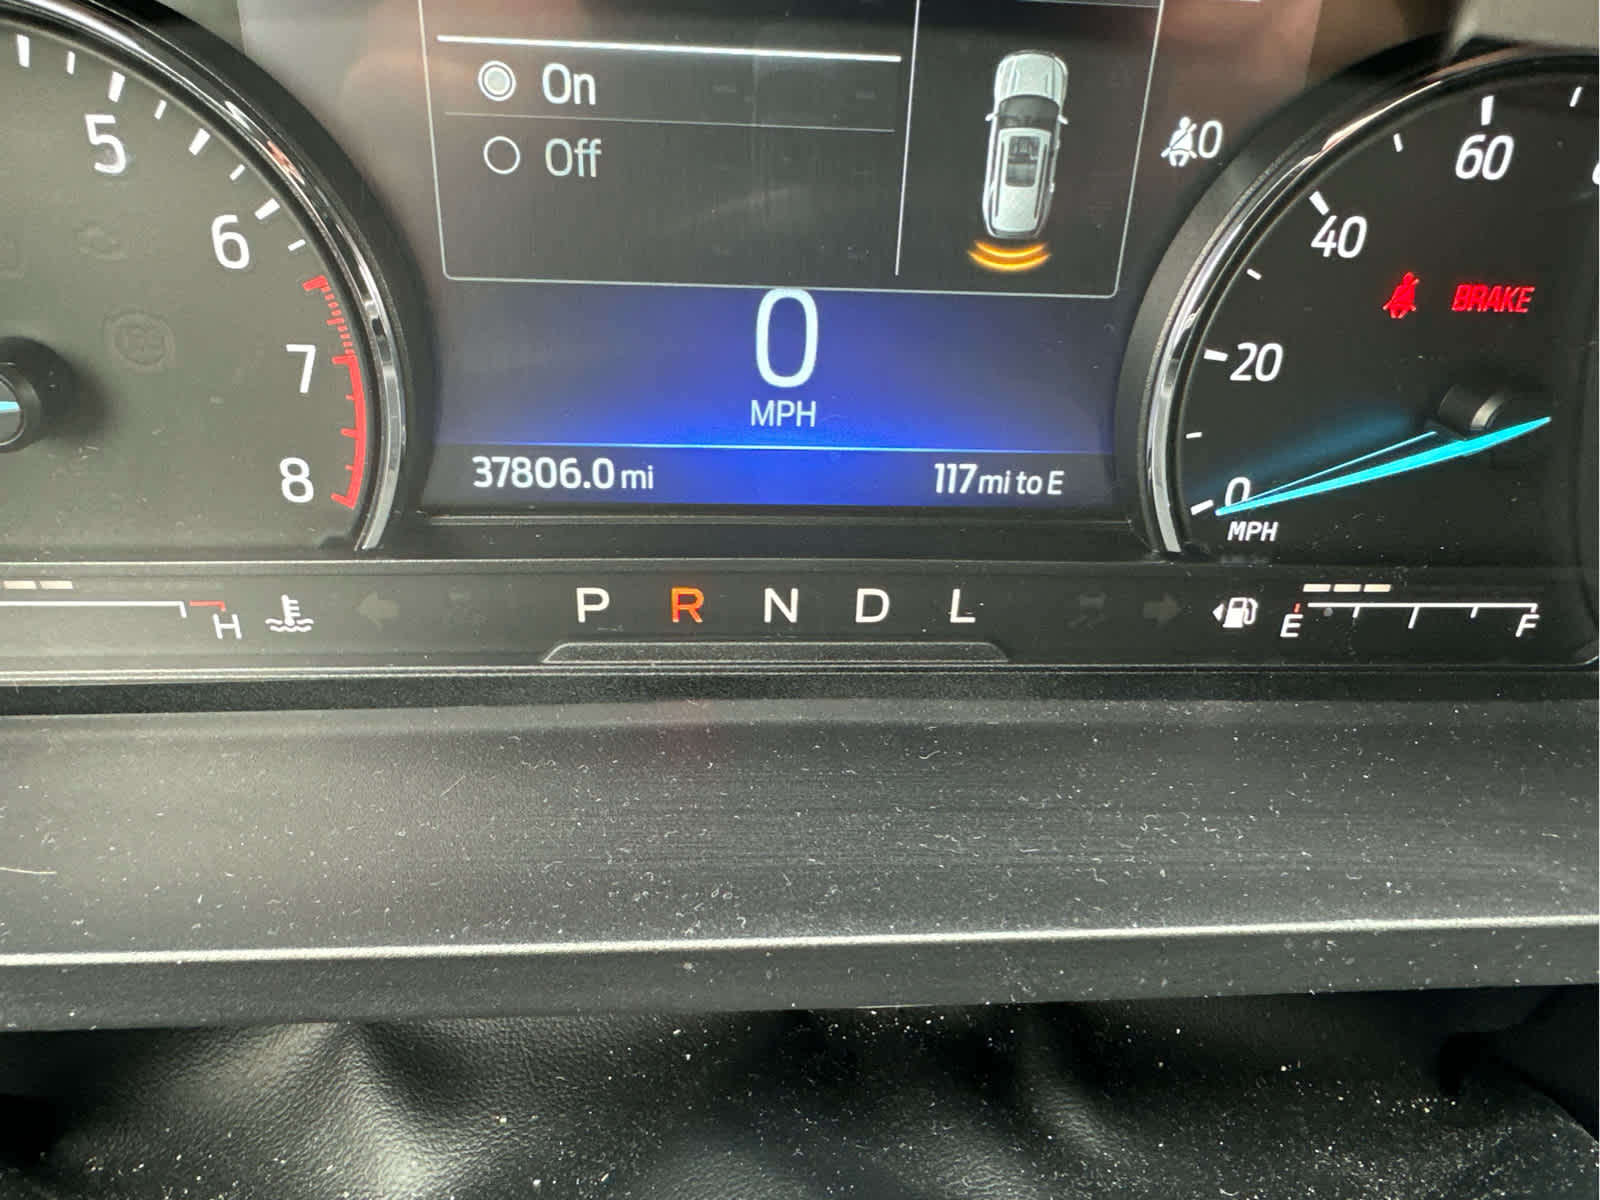 On
Off
0
5
6
7
8
0
MPH
37806.0 mi
117 mi to E
60
40
20
0
MPH
BRAKE
H
P R N D L
E
F